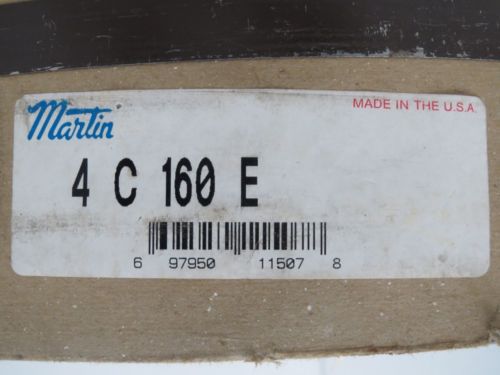 Martin
MADE IN THE U.S.A.
4 C 160 E
6 97950 11507 8